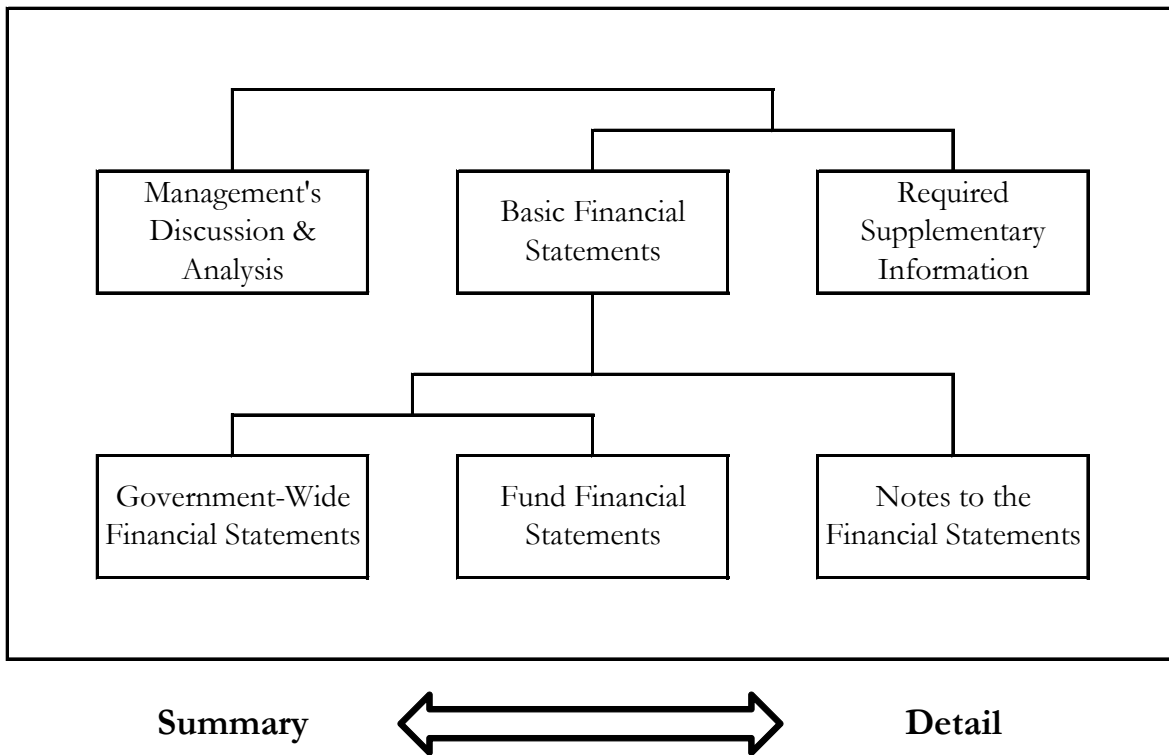 Management's
Discussion &
Analysis
Basic Financial
Statements
Required
Supplementary
Information
Government-Wide
Financial Statements
Fund Financial
Statements
Notes to the
Financial Statements
Summary
Detail